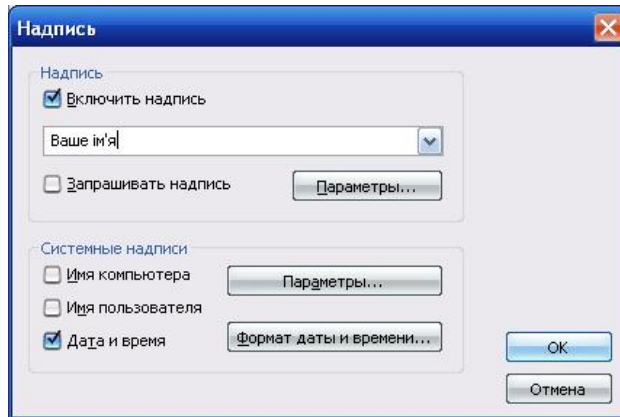 Надпись
Надпись
Включить надпись
Ваше ім'я
Запрашивать надпись
Параметры...
Системные надписи
Имя компьютера
Параметры...
Имя пользователя
Дата и время
Формат даты и времени...
OK
Отмена